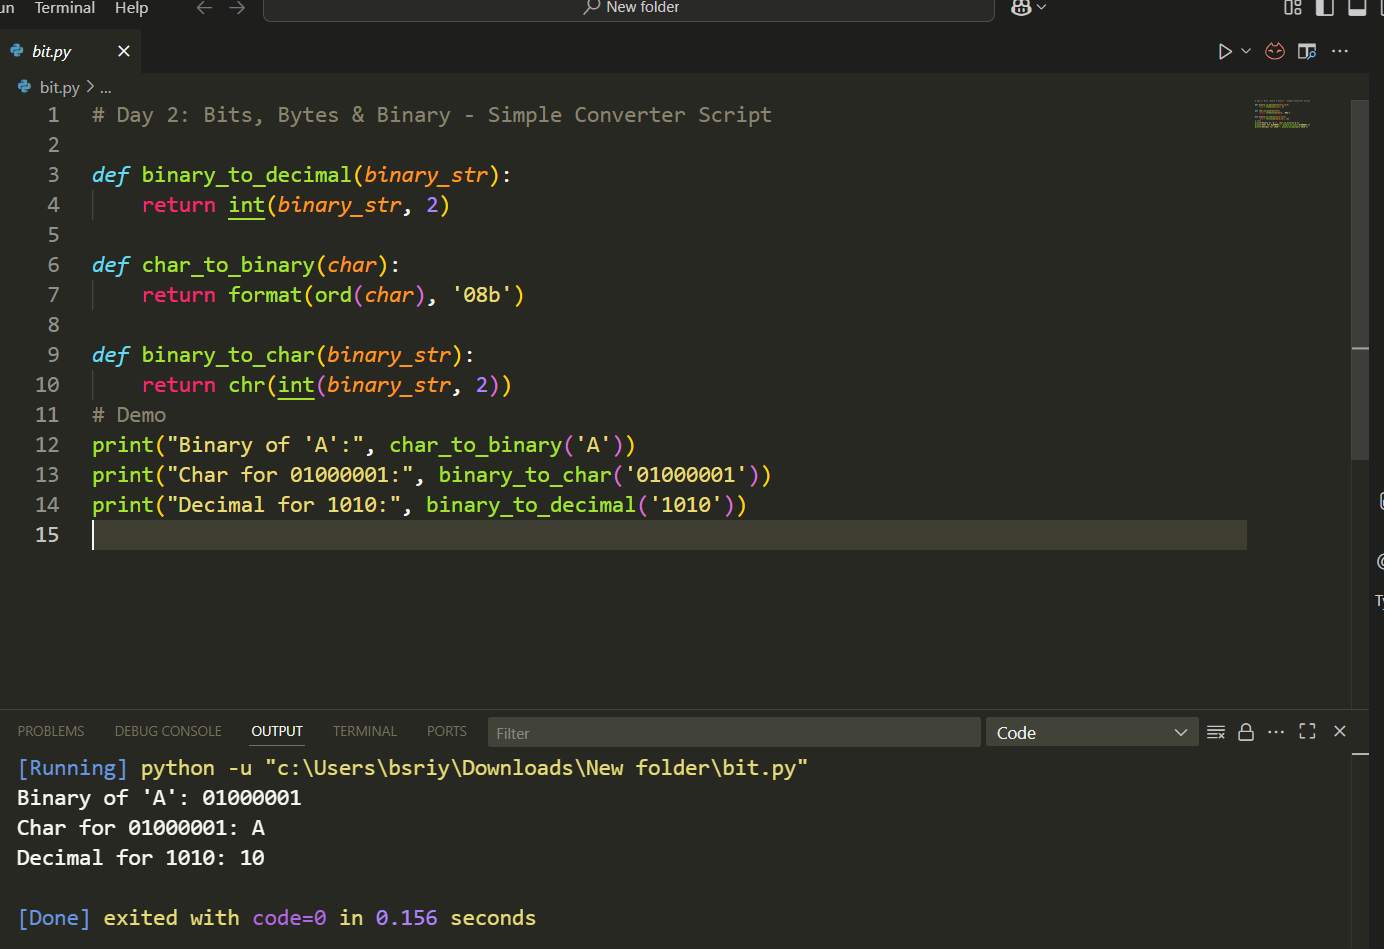 Terminal Help New folder
bit.py
bit.py > ...
1 # Day 2: Bits, Bytes & Binary - Simple Converter Script
2
3 def binary_to_decimal(binary_str):
4     return int(binary_str, 2)
5
6 def char_to_binary(char):
7     return format(ord(char), '08b')
8
9 def binary_to_char(binary_str):
10     return chr(int(binary_str, 2))
11 # Demo
12 print("Binary of 'A':", char_to_binary('A'))
13 print("Char for 01000001:", binary_to_char('01000001'))
14 print("Decimal for 1010:", binary_to_decimal('1010'))
15
PROBLEMS DEBUG CONSOLE OUTPUT TERMINAL PORTS Filter Code
[Running] python -u "c:\Users\bsriy\Downloads\New folder\bit.py"
Binary of 'A': 01000001
Char for 01000001: A
Decimal for 1010: 10
[Done] exited with code=0 in 0.156 seconds